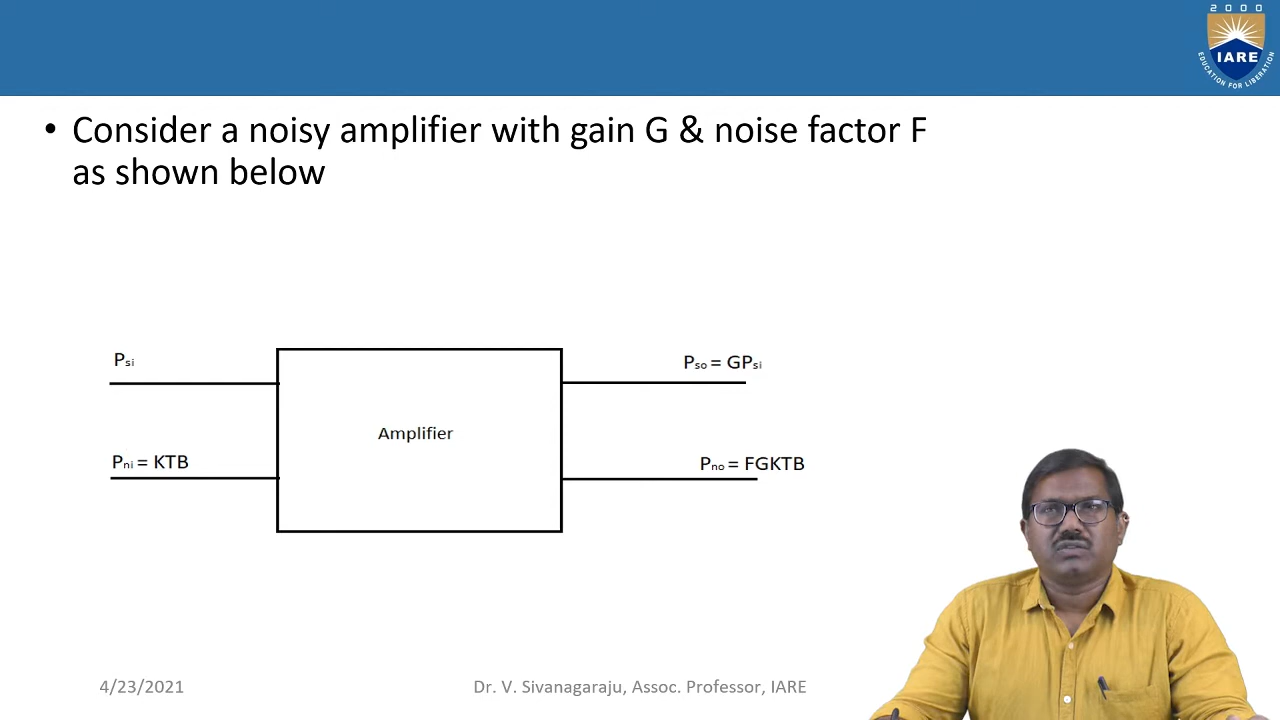 2000
IARE
EDUCATION FOR LIBERATION
• Consider a noisy amplifier with gain G & noise factor F
as shown below
Psi
Pso = GPsi
Amplifier
Pni = KTB
Pno = FGKTB
4/23/2021
Dr. V. Sivanagaraju, Assoc. Professor, IARE